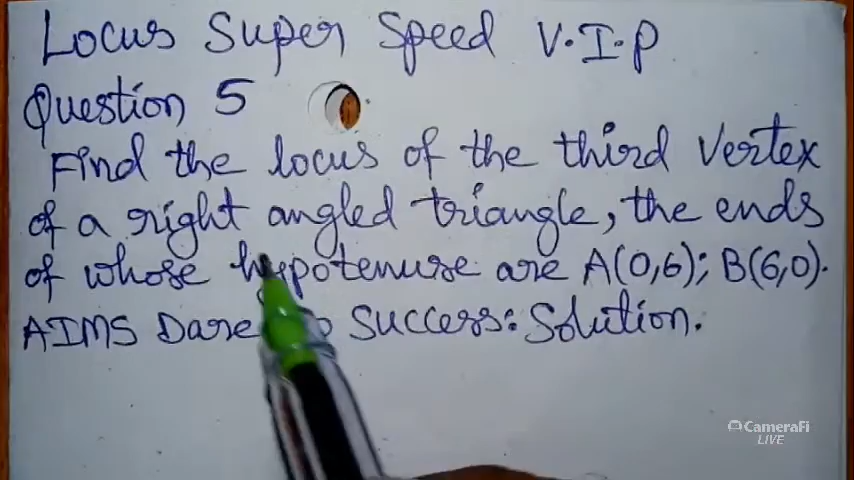 Locus Super Speed V.I.P
Question 5
Find the locus of the third vertex
of a right angled triangle, the ends
of whose hypotenuse are A(0,6); B(6,0).
AIMS Dare to Success: Solution.
CameraFi
LIVE